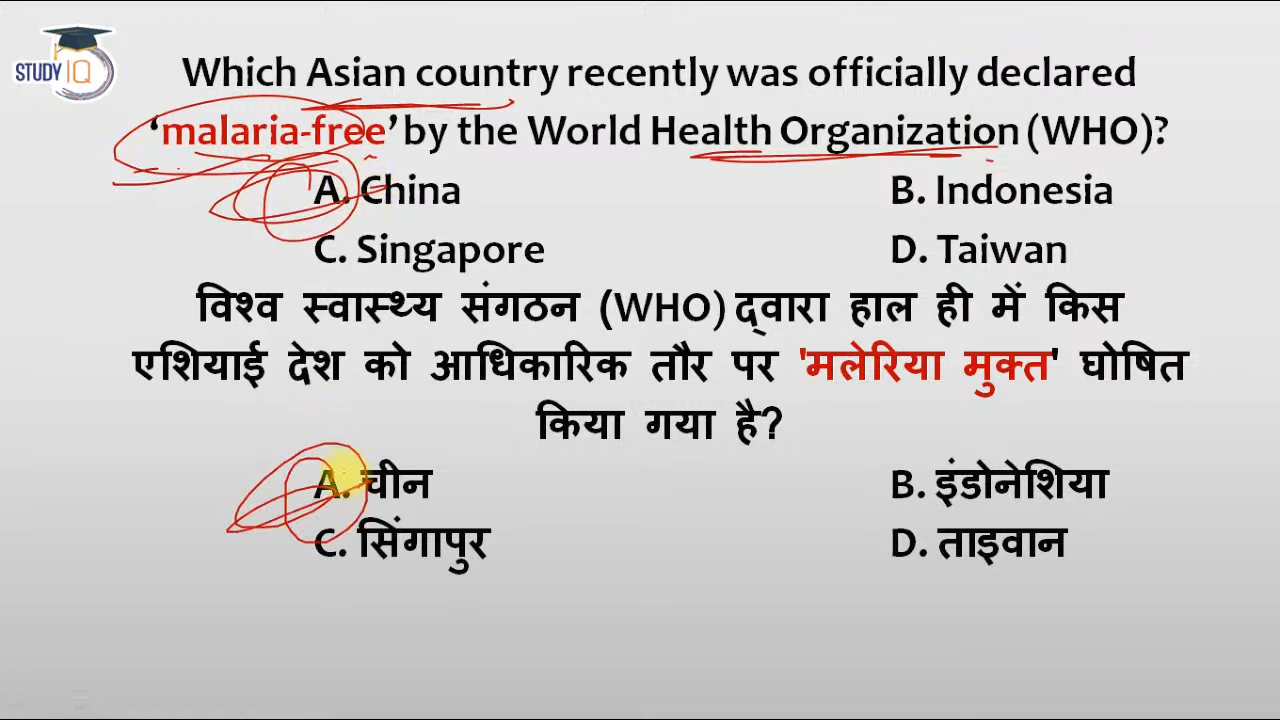 STUDY IQ
Which Asian country recently was officially declared
‘malaria-free’ by the World Health Organization (WHO)?
A. China B. Indonesia
C. Singapore D. Taiwan
विश्व स्वास्थ्य संगठन (WHO) द्वारा हाल ही में किस
एशियाई देश को आधिकारिक तौर पर 'मलेरिया मुक्त' घोषित
किया गया है?
A. चीन B. इंडोनेशिया
C. सिंगापुर D. ताइवान